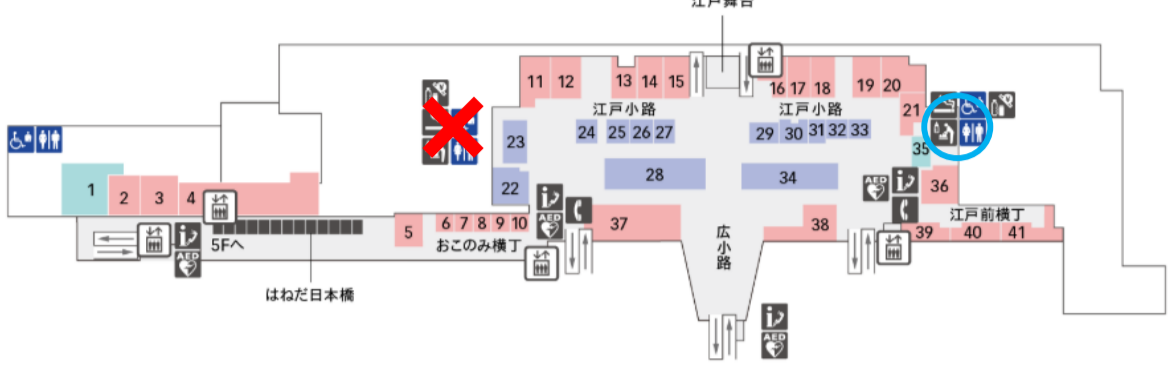 江戸舞台
11 12 13 14 15 16 17 18 19 20
江戸小路 江戸小路
21
23 24 25 26 27 29 30 31 32 33
35
1 2 3 4 22 28 34 36
AED
AED
江戸前横丁
5 6 7 8 9 10 37 38 39 40 41
5Fへ
おこのみ横丁
AED
広小路
はねだ日本橋
AED